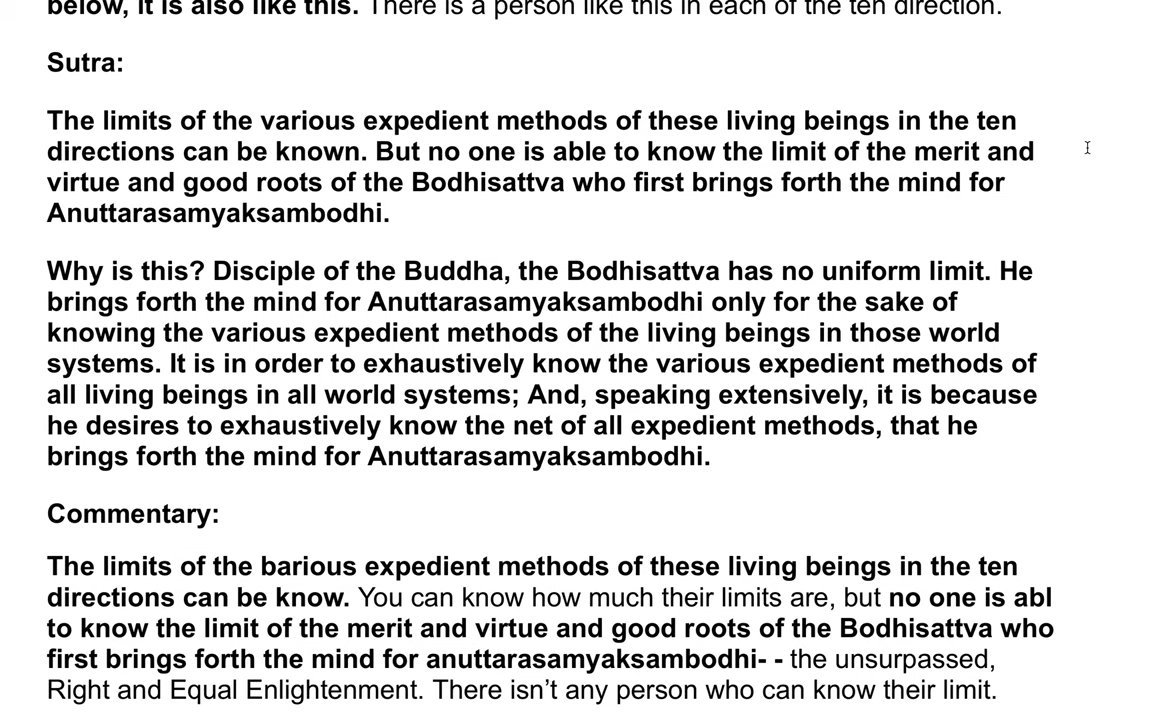 below, it is also like this. There is a person like this in each of the ten direction.
Sutra:
The limits of the various expedient methods of these living beings in the ten
directions can be known. But no one is able to know the limit of the merit and
virtue and good roots of the Bodhisattva who first brings forth the mind for
Anuttarasamyaksambodhi.
Why is this? Disciple of the Buddha, the Bodhisattva has no uniform limit. He
brings forth the mind for Anuttarasamyaksambodhi only for the sake of
knowing the various expedient methods of the living beings in those world
systems. It is in order to exhaustively know the various expedient methods of
all living beings in all world systems; And, speaking extensively, it is because
he desires to exhaustively know the net of all expedient methods, that he
brings forth the mind for Anuttarasamyaksambodhi.
Commentary:
The limits of the barious expedient methods of these living beings in the ten
directions can be know. You can know how much their limits are, but no one is abl
to know the limit of the merit and virtue and good roots of the Bodhisattva who
first brings forth the mind for anuttarasamyaksambodhi- - the unsurpassed,
Right and Equal Enlightenment. There isn’t any person who can know their limit.